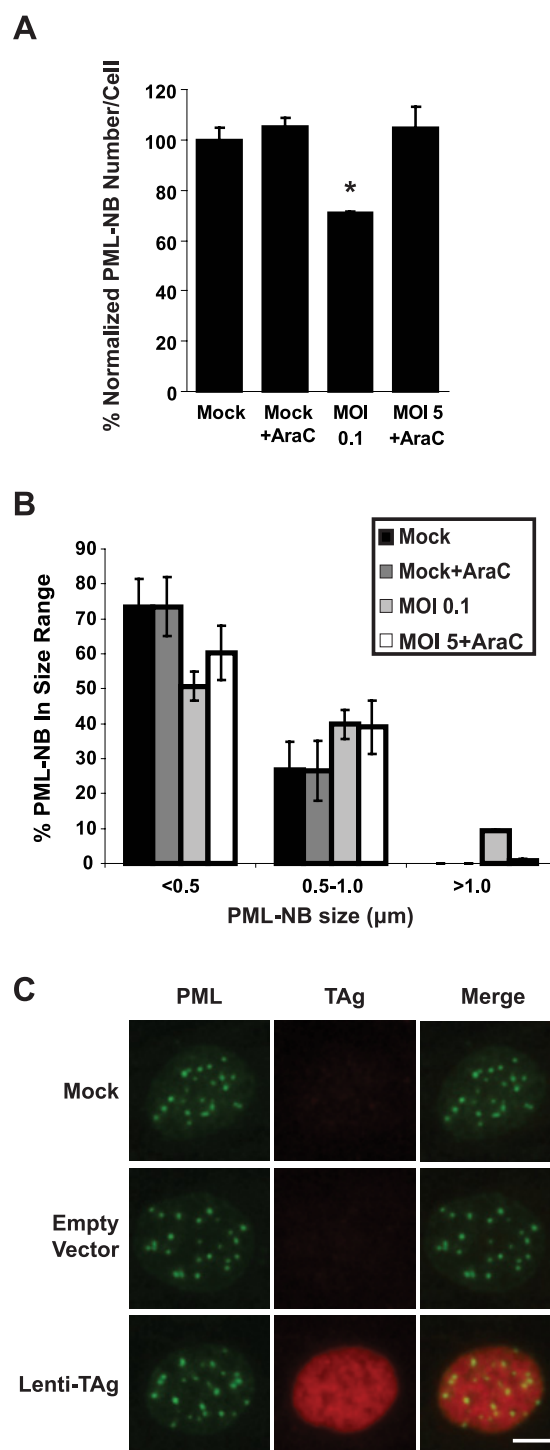 A
% Normalized PML-NB Number/Cell
120
100
80
60
40
20
0
*
Mock
Mock
+AraC
MOI
0.1
MOI 5
+AraC
B
% PML-NB In Size Range
90
80
70
60
50
40
30
20
10
0
Mock
Mock+AraC
MOI 0.1
MOI 5+AraC
<0.5
0.5-1.0
>1.0
PML-NB size (µm)
C
PML
TAg
Merge
Mock
Empty
Vector
Lenti-TAg